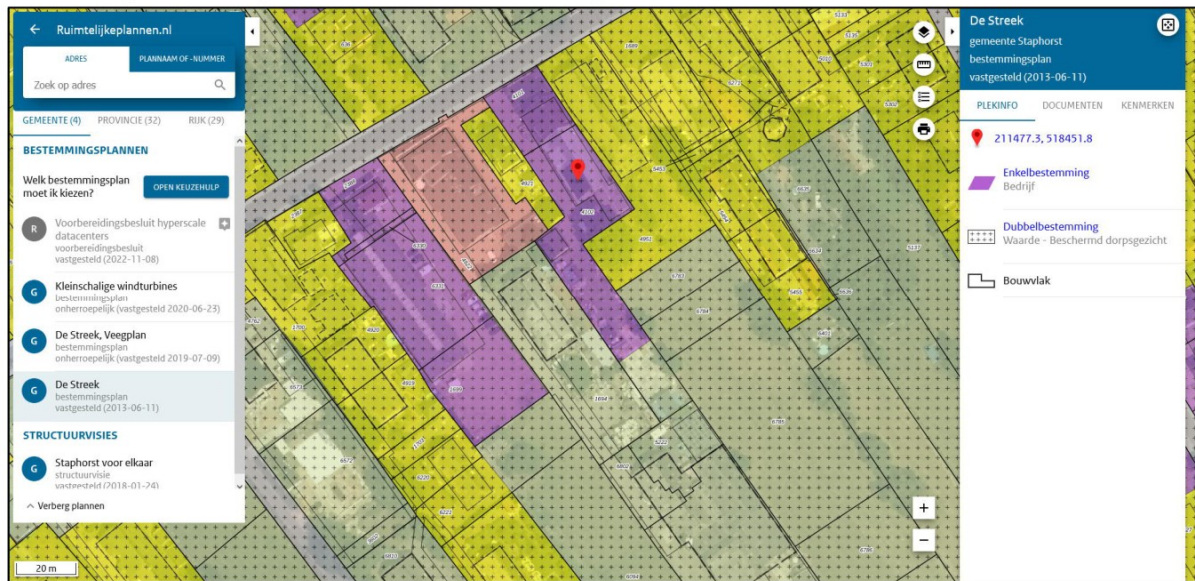 Ruimtelijkeplannen.nl
ADRES
PLANNAAM OF -NUMMER
Zoek op adres
GEMEENTE (4)
PROVINCIE (32)
RIJK (29)
BESTEMMINGSPLANNEN
Welk bestemmingsplan
moet ik kiezen?
OPEN KEUZEHULP
R
Voorbereidingsbesluit hyperscale
datacenters
voorbereidingsbesluit
vastgesteld (2022-11-08)
G
Kleinschalige windturbines
bestemmingsplan
onherroepelijk (vastgesteld 2020-06-23)
G
De Streek, Veegplan
bestemmingsplan
onherroepelijk (vastgesteld 2019-07-09)
G
De Streek
bestemmingsplan
vastgesteld (2013-06-11)
STRUCTUURVISIES
G
Staphorst voor elkaar
structuurvisie
vastgesteld (2018-01-24)
Verberg plannen
20 m
De Streek
gemeente Staphorst
bestemmingsplan
vastgesteld (2013-06-11)
PLEKINFO
DOCUMENTEN
KENMERKEN
211477.3, 518451.8
Enkelbestemming
Bedrijf
Dubbelbestemming
Waarde - Beschermd dorpsgezicht
Bouwvlak